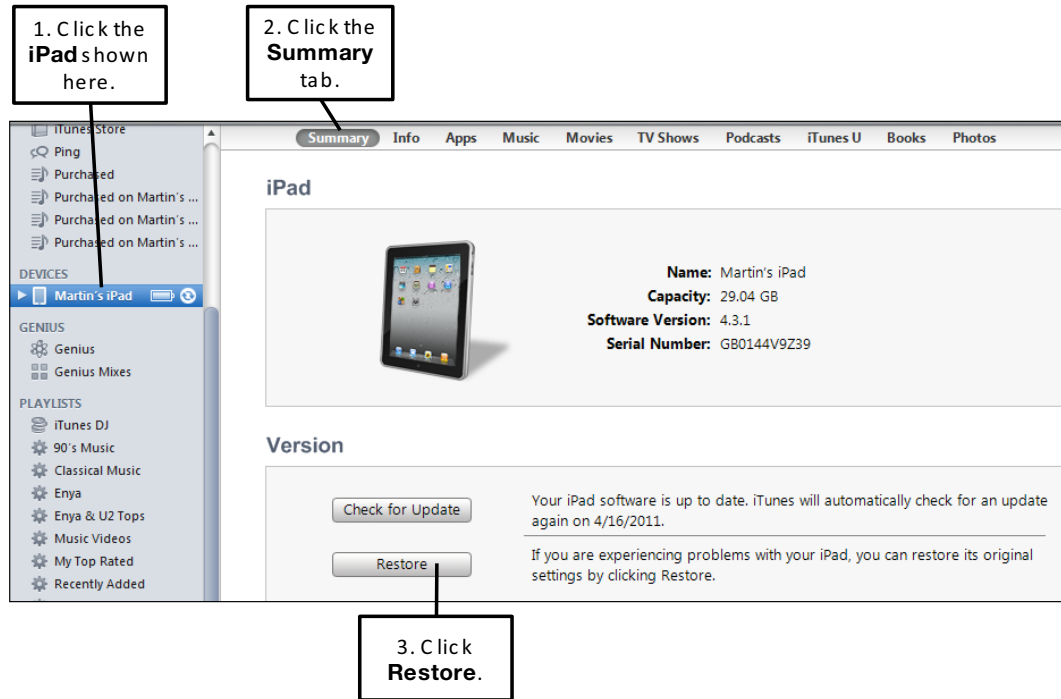 1. Click the
iPad shown
here.
2. Click the
Summary
tab.
iTunes Store
Ping
Purchased
Purchased on Martin's ...
Purchased on Martin's ...
Purchased on Martin's ...
DEVICES
Martin's iPad
GENIUS
Genius
Genius Mixes
PLAYLISTS
iTunes DJ
90's Music
Classical Music
Enya
Enya & U2 Tops
Music Videos
My Top Rated
Recently Added
Summary Info Apps Music Movies TV Shows Podcasts iTunes U Books Photos
iPad
Name: Martin's iPad
Capacity: 29.04 GB
Software Version: 4.3.1
Serial Number: GB0144V9Z39
Version
Check for Update
Your iPad software is up to date. iTunes will automatically check for an update
again on 4/16/2011.
Restore
If you are experiencing problems with your iPad, you can restore its original
settings by clicking Restore.
3. Click
Restore.